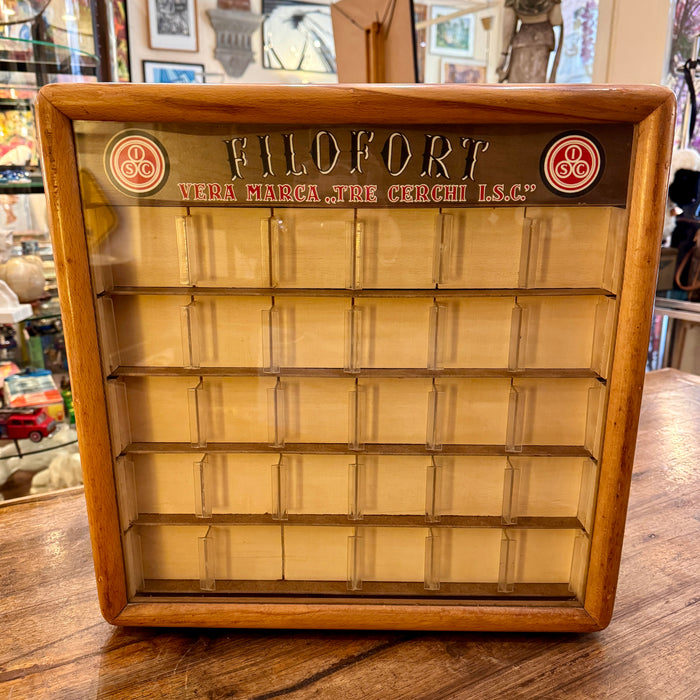 FILOFORT
VERA MARCA „TRE CERCHI I.S.C.”
I
S C
I
S C